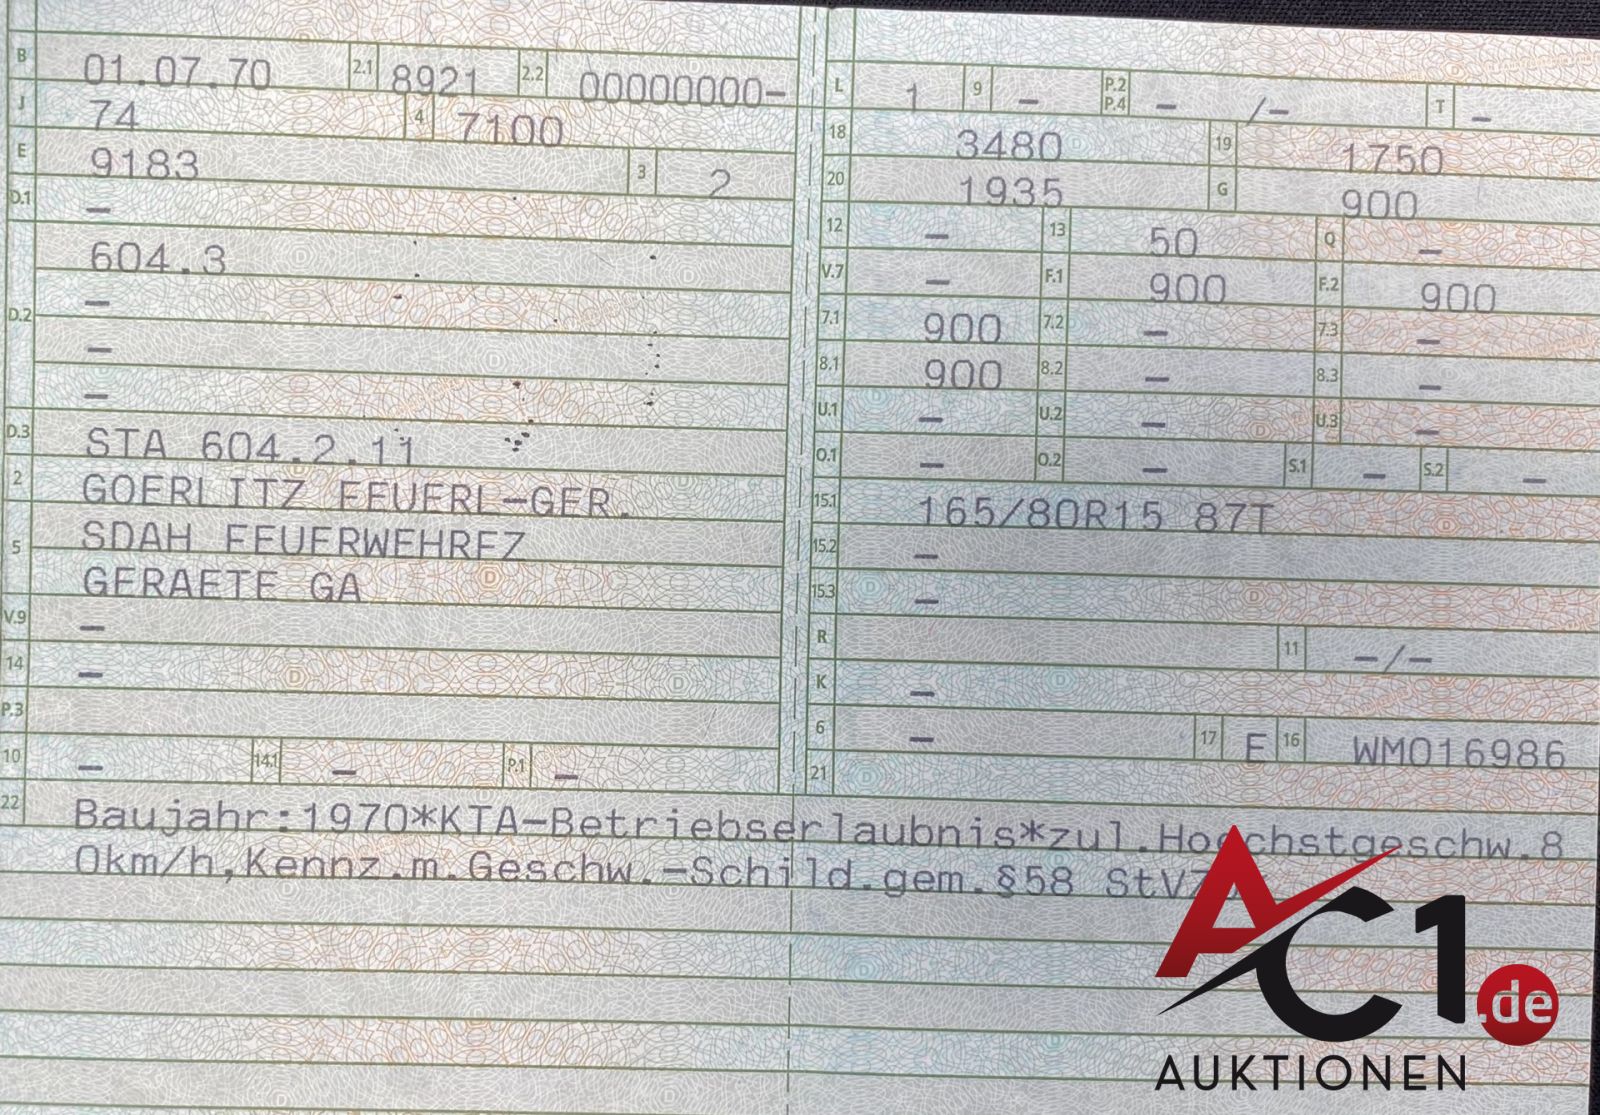 B 01.07.70 2.1 8921 2.2 00000000-
J 74 4 7100
E 9183 3 2
D.1 -
604.3
-
D.2 -
-
D.3 STA 604.2.11
2 GOERLITZ FEUERL-GER.
5 SDAH FEUERWEHRFZ
GERAETE GA
V.9 -
14 -
P.3
10 - 14.1 - P.1 -
L 1 9 - P.2 P.4 - /- T -
18 3480 19 1750
20 1935 G 900
12 - 13 50 Q -
V.7 - F.1 900 F.2 900
7.1 900 7.2 - 7.3 -
8.1 900 8.2 - 8.3 -
U.1 - U.2 - U.3 -
O.1 - O.2 - S.1 - S.2 -
15.1 165/80R15 87T
15.2 -
15.3 -
R 11 -/-
K -
6 - 17 E 16 WM016986
21
22 Baujahr:1970*KTA-Betriebserlaubnis*zul.Hoechstgeschw.8
0km/h,Kennz.m.Geschw.-Schild.gem.§58
AC1.de
AUKTIONEN